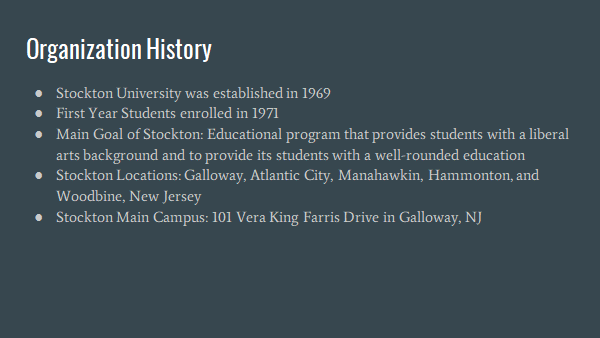 Organization History
● Stockton University was established in 1969
● First Year Students enrolled in 1971
● Main Goal of Stockton: Educational program that provides students with a liberal
arts background and to provide its students with a well-rounded education
● Stockton Locations: Galloway, Atlantic City, Manahawkin, Hammonton, and
Woodbine, New Jersey
● Stockton Main Campus: 101 Vera King Farris Drive in Galloway, NJ